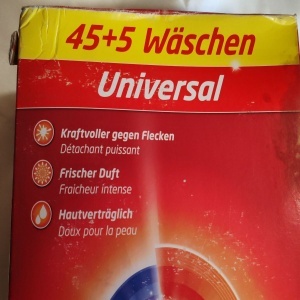 45+5 Wäschen
Universal
Kraftvoller gegen Flecken
Détachant puissant
Frischer Duft
Fraîcheur intense
Hautverträglich
Doux pour la peau